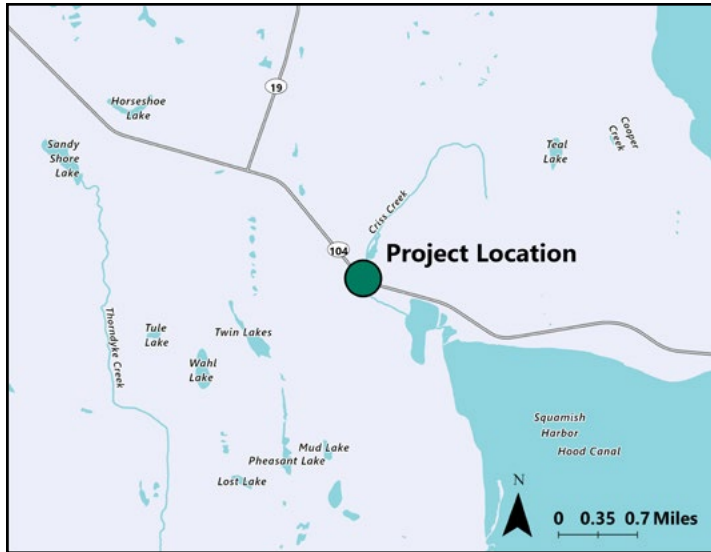 19
Horseshoe
Lake
Sandy
Shore
Lake
Cooper
Creek
Teal
Lake
Criss Creek
104
Project Location
Thorndyke Creek
Tule
Lake
Twin Lakes
Wahl
Lake
Mud Lake
Pheasant Lake
Lost Lake
Squamish
Harbor
Hood Canal
N
0 0.35 0.7 Miles